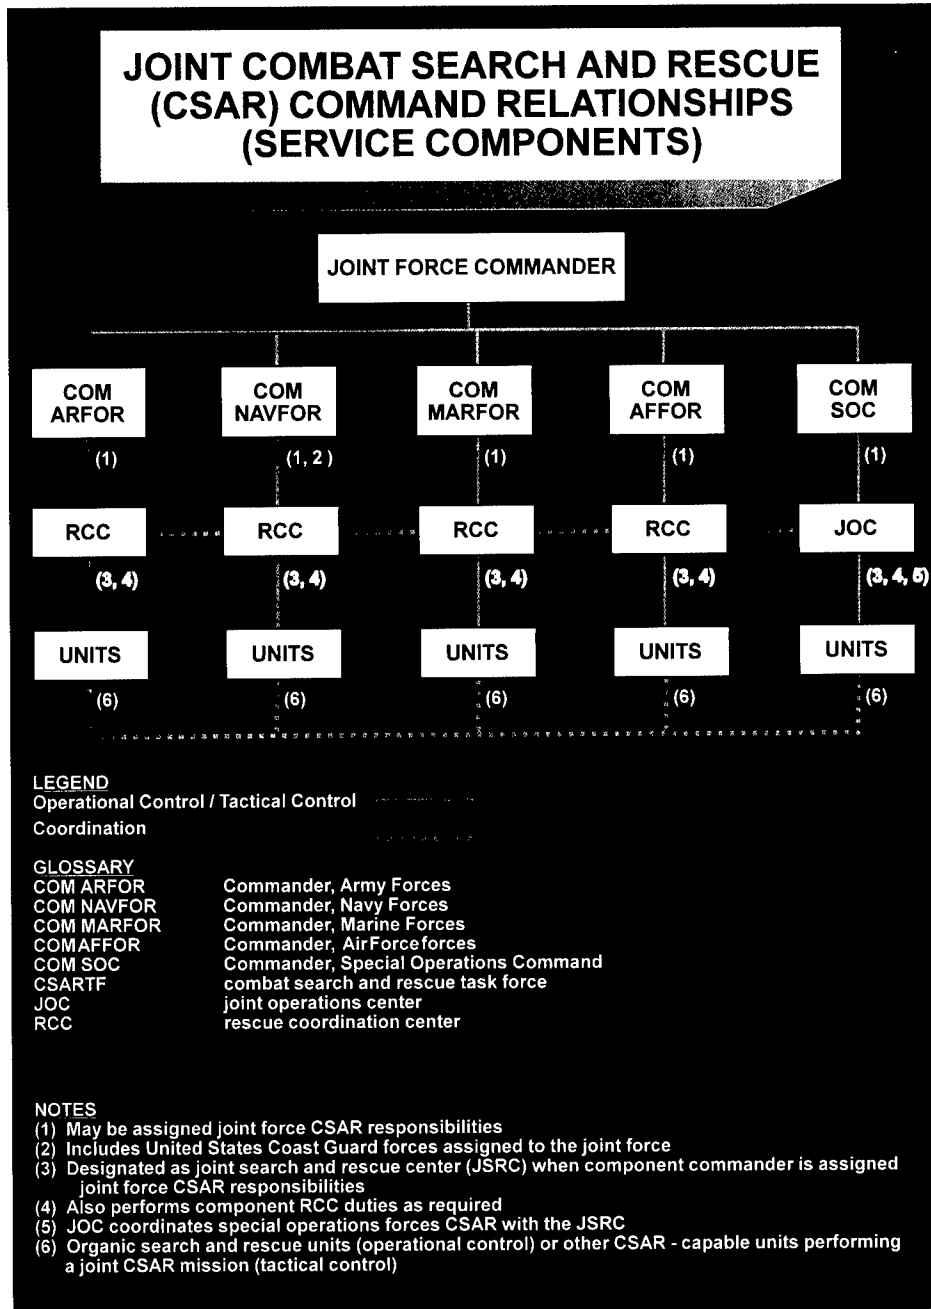 JOINT COMBAT SEARCH AND RESCUE
(CSAR) COMMAND RELATIONSHIPS
(SERVICE COMPONENTS)
JOINT FORCE COMMANDER
COM ARFOR
COM NAVFOR
COM MARFOR
COM AFFOR
COM SOC
(1)
(1, 2 )
(1)
(1)
(1)
RCC
RCC
RCC
RCC
JOC
(3, 4)
(3, 4)
(3, 4)
(3, 4)
(3, 4, 5)
UNITS
UNITS
UNITS
UNITS
UNITS
(6)
(6)
(6)
(6)
(6)
LEGEND
Operational Control / Tactical Control
Coordination
GLOSSARY
COM ARFOR Commander, Army Forces
COM NAVFOR Commander, Navy Forces
COM MARFOR Commander, Marine Forces
COMAFFOR Commander, AirForceforces
COM SOC Commander, Special Operations Command
CSARTF combat search and rescue task force
JOC joint operations center
RCC rescue coordination center
NOTES
(1) May be assigned joint force CSAR responsibilities
(2) Includes United States Coast Guard forces assigned to the joint force
(3) Designated as joint search and rescue center (JSRC) when component commander is assigned
joint force CSAR responsibilities
(4) Also performs component RCC duties as required
(5) JOC coordinates special operations forces CSAR with the JSRC
(6) Organic search and rescue units (operational control) or other CSAR - capable units performing
a joint CSAR mission (tactical control)